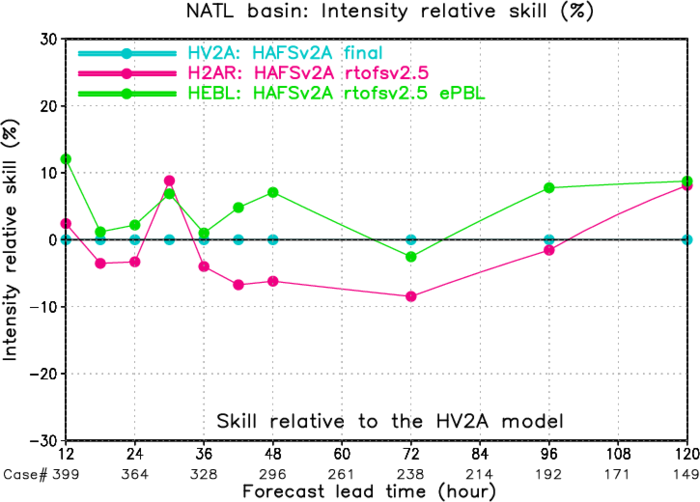 NATL basin: Intensity relative skill (%)
HV2A: HAFSv2A final
H2AR: HAFSv2A rtofsv2.5
HEBL: HAFSv2A rtofsv2.5 ePBL
Intensity relative skill (%)
30
20
10
0
-10
-20
-30
Skill relative to the HV2A model
12 24 36 48 60 72 84 96 108 120
Case# 399 364 328 296 261 238 214 192 171 149
Forecast lead time (hour)